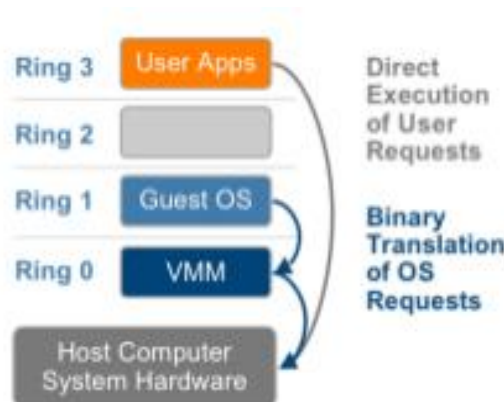 Ring 3
User Apps
Direct
Execution
of User
Requests
Ring 2
Ring 1
Guest OS
Binary
Translation
of OS
Requests
Ring 0
VMM
Host Computer
System Hardware